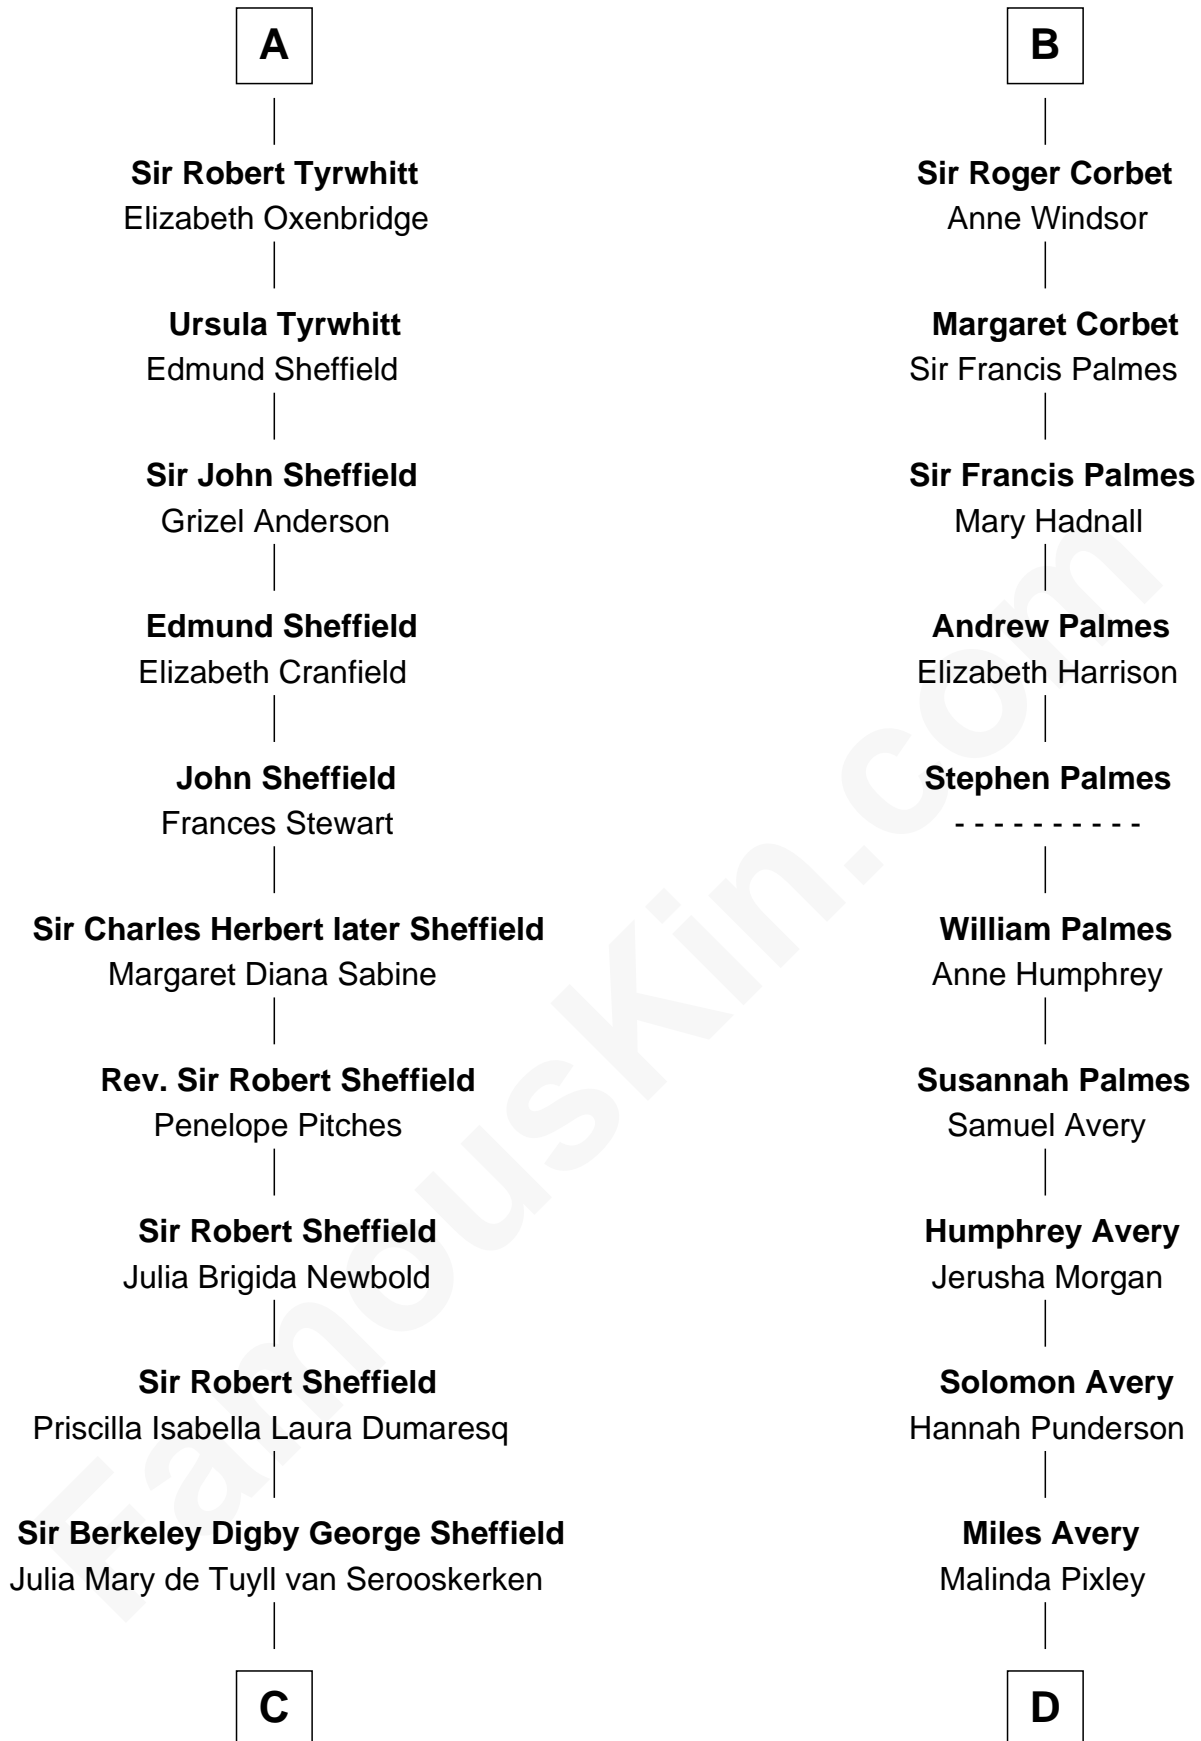 A
Sir Robert Tyrwhitt
Elizabeth Oxenbridge
Ursula Tyrwhitt
Edmund Sheffield
Sir John Sheffield
Grizel Anderson
Edmund Sheffield
Elizabeth Cranfield
John Sheffield
Frances Stewart
Sir Charles Herbert later Sheffield
Margaret Diana Sabine
Rev. Sir Robert Sheffield
Penelope Pitches
Sir Robert Sheffield
Julia Brigida Newbold
Sir Robert Sheffield
Priscilla Isabella Laura Dumaresq
Sir Berkeley Digby George Sheffield
Julia Mary de Tuyll van Serooskerken
C
B
Sir Roger Corbet
Anne Windsor
Margaret Corbet
Sir Francis Palmes
Sir Francis Palmes
Mary Hadnall
Andrew Palmes
Elizabeth Harrison
Stephen Palmes
- - - - - - - - - -
William Palmes
Anne Humphrey
Susannah Palmes
Samuel Avery
Humphrey Avery
Jerusha Morgan
Solomon Avery
Hannah Punderson
Miles Avery
Malinda Pixley
D
FamousKin.com